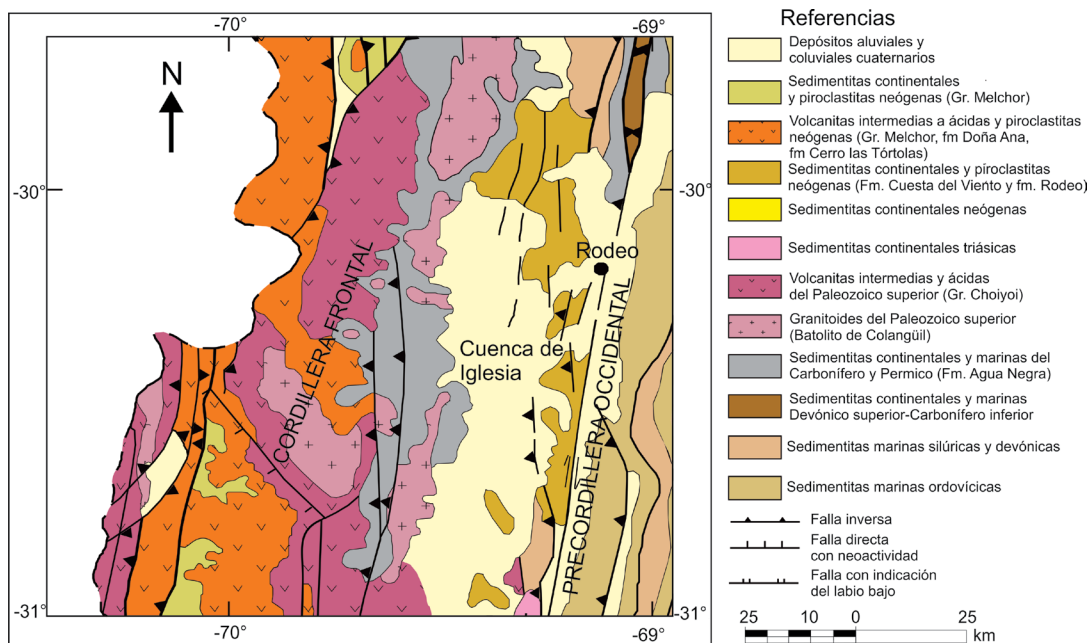 -70°
-69°
N
-30°
-30°
Rodeo
CORDILLERA FRONTAL
Cuenca de
Iglesia
PRECORDILLERA OCCIDENTAL
-31°
-31°
-70°
-69°
Referencias
Depósitos aluviales y
coluviales cuaternarios
Sedimentitas continentales
y piroclastitas neógenas (Gr. Melchor)
Volcanitas intermedias a ácidas y piroclastitas
neógenas (Gr. Melchor, fm Doña Ana,
fm Cerro las Tórtolas)
Sedimentitas continentales y piroclastitas
neógenas (Fm. Cuesta del Viento y fm. Rodeo)
Sedimentitas continentales neógenas
Sedimentitas continentales triásicas
Volcanitas intermedias y ácidas
del Paleozoico superior (Gr. Choiyoi)
Granitoides del Paleozoico superior
(Batolito de Colangüil)
Sedimentitas continentales y marinas del
Carbonífero y Permico (Fm. Agua Negra)
Sedimentitas continentales y marinas
Devónico superior-Carbonífero inferior
Sedimentitas marinas silúricas y devónicas
Sedimentitas marinas ordovícicas
Falla inversa
Falla directa
con neoactividad
Falla con indicación
del labio bajo
25 10 0 25
km